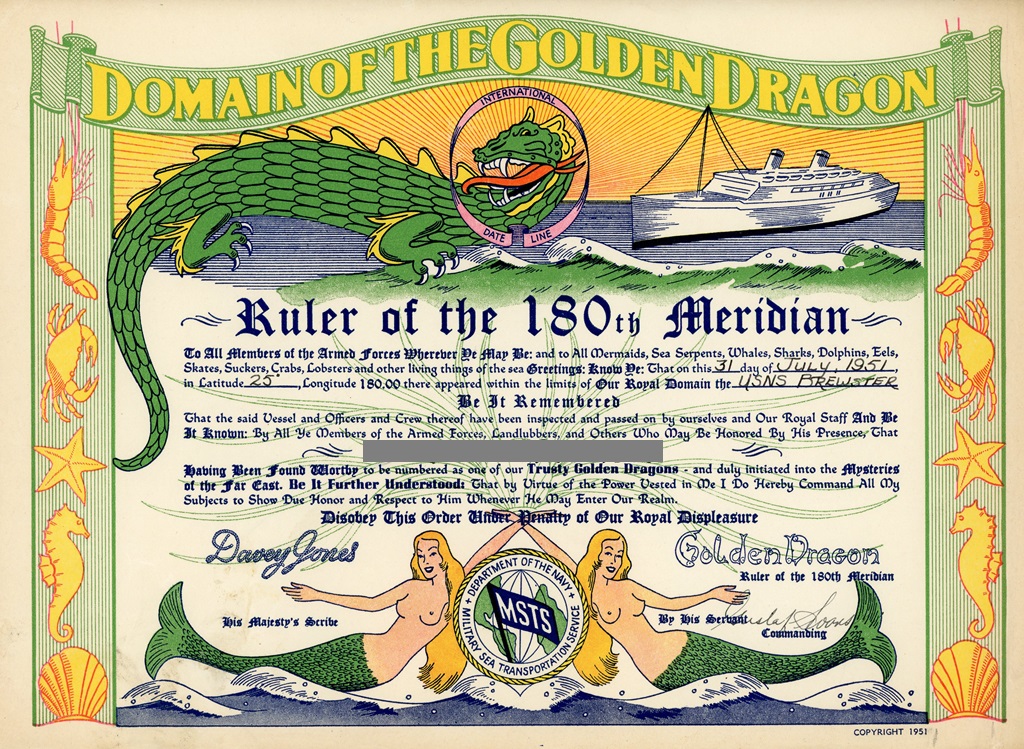 DOMAIN OF THE GOLDEN DRAGON
INTERNATIONAL
DATE LINE
Ruler of the 180th Meridian
To All Members of the Armed Forces Wherever Ye May Be: and to All Mermaids, Sea Serpents, Whales, Sharks, Dolphins, Eels,
Skates, Suckers, Crabs, Lobsters and other living things of the sea Greetings: Know Ye: That on this 31 day of JULY, 1951,
in Latitude 25°, Longitude 180.00 there appeared within the limits of Our Royal Domain the USNS BREWSTER
Be It Remembered
That the said Vessel and Officers and Crew thereof have been inspected and passed on by ourselves and Our Royal Staff And Be
It Known: By All Ye Members of the Armed Forces, Landlubbers, and Others Who May Be Honored By His Presence, That
Having Been Found Worthy to be numbered as one of our Trusty Golden Dragons - and duly initiated into the Mysteries
of the Far East. Be It Further Understood: That by Virtue of the Power Vested in Me I Do Hereby Command All My
Subjects to Show Due Honor and Respect to Him Whenever He May Enter Our Realm.
Disobey This Order Under Penalty of Our Royal Displeasure
Davey Jones
Golden Dragon
Ruler of the 180th Meridian
His Majesty's Scribe
By His Servant
Commanding
DEPARTMENT OF THE NAVY
MSTS
MILITARY SEA TRANSPORTATION SERVICE
COPYRIGHT 1951